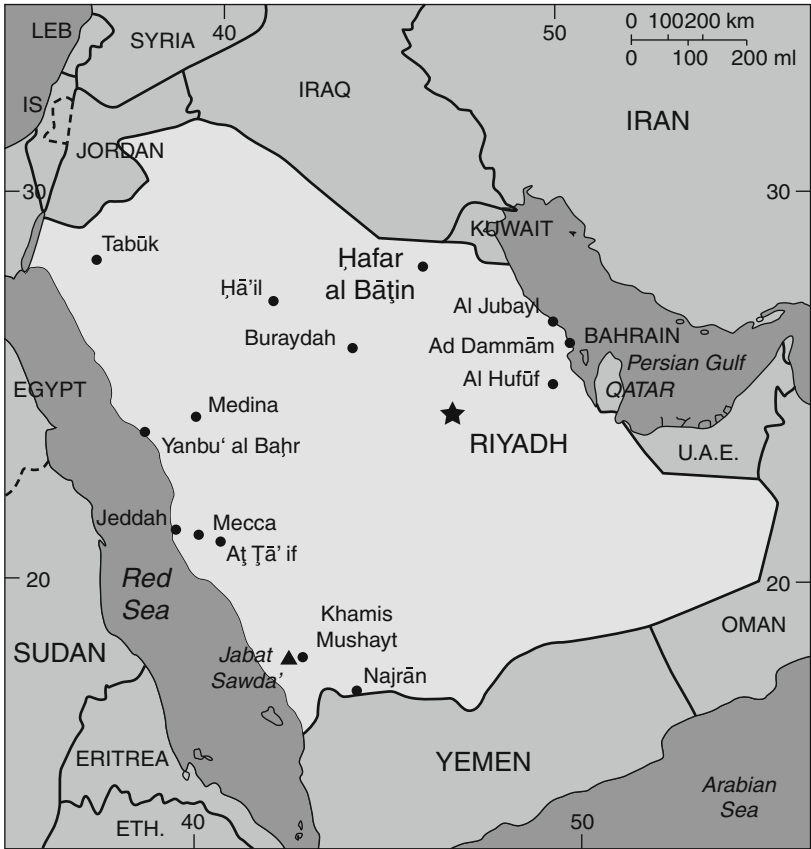 LEB
SYRIA
40
50
0 100200 km
0 100 200 ml
IS
IRAQ
IRAN
JORDAN
30
30
KUWAIT
Tabūk
Ḥafar
al Bāṭin
Ḥā'il
Al Jubayl
Buraydah
Ad Dammām
BAHRAIN
Persian Gulf
Al Hufūf
QATAR
EGYPT
Medina
Yanbu‘ al Baḥr
RIYADH
U.A.E.
Jeddah
Mecca
Aţ Ţā’ if
Red
Sea
20
20
Khamis
Mushayt
OMAN
SUDAN
Jabat
Sawda’
Najrān
ERITREA
YEMEN
Arabian
Sea
ETH.
40
50